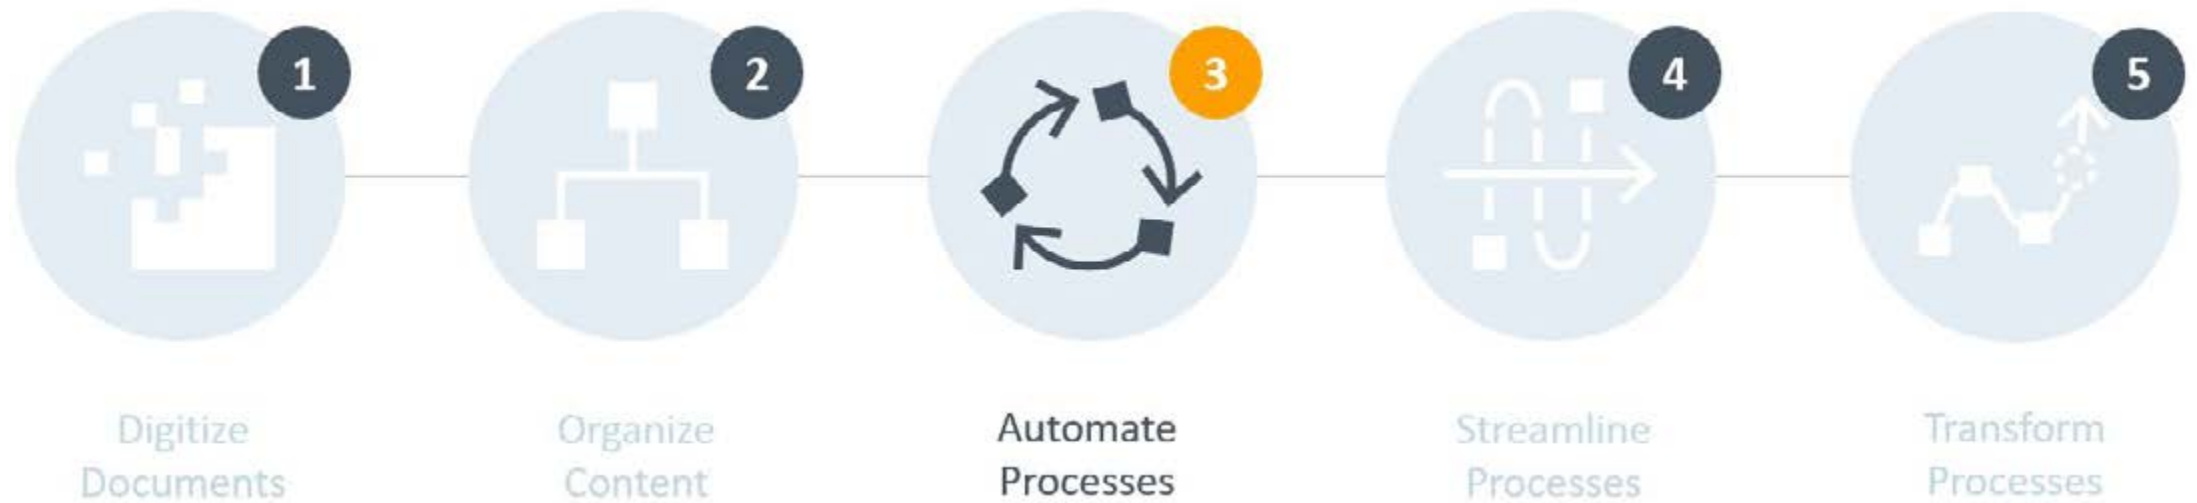 1
2
3
4
5
Digitize
Documents
Organize
Content
Automate
Processes
Streamline
Processes
Transform
Processes